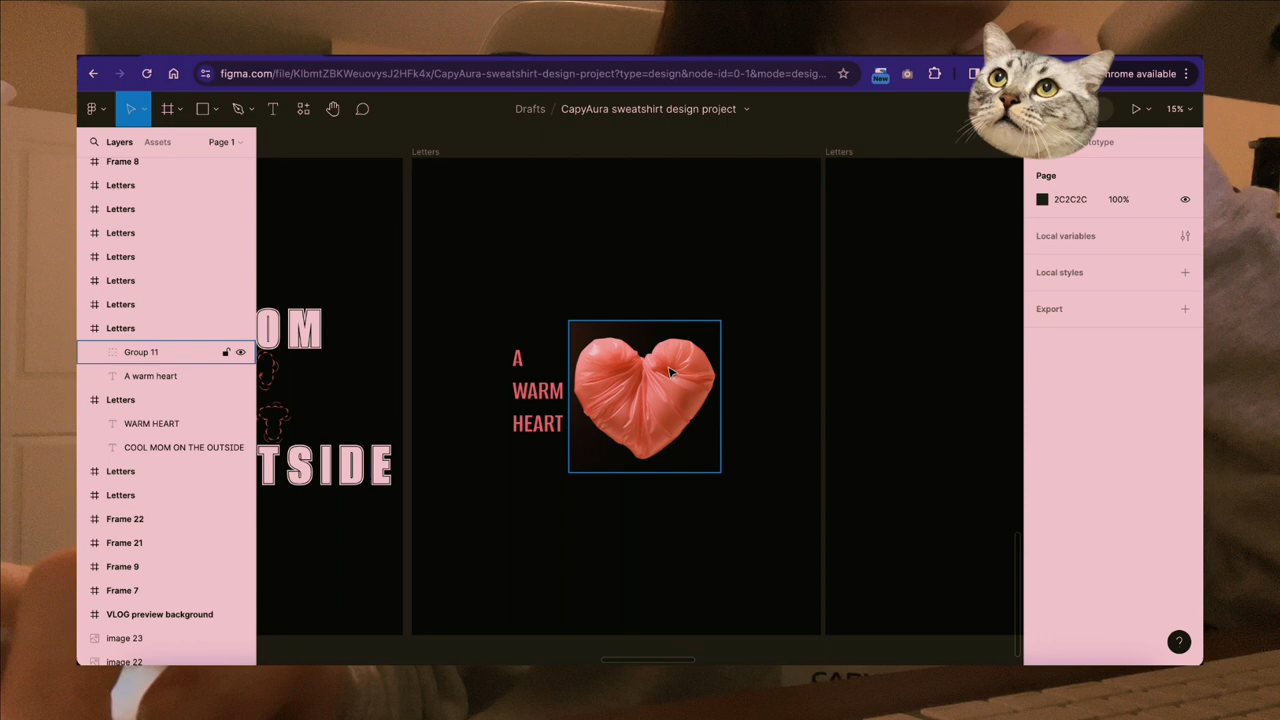 figma.com/file/KlbmtZBKWeuovysJ2HFk4x/CapyAura-sweatshirt-design-project?type=design&node-id=0-1&mode=desig...
New
hrome available
Drafts / CapyAura sweatshirt design project
15%
Layers
Assets
Page 1
Frame 8
Letters
Letters
Letters
Letters
Letters
Letters
Letters
Group 11
A warm heart
Letters
WARM HEART
COOL MOM ON THE OUTSIDE
Letters
Letters
Frame 22
Frame 21
Frame 9
Frame 7
VLOG preview background
image 23
image 22
Letters
Letters
OM
T
TSIDE
A
WARM
HEART
ototype
Page
2C2C2C
100%
Local variables
Local styles
Export
?